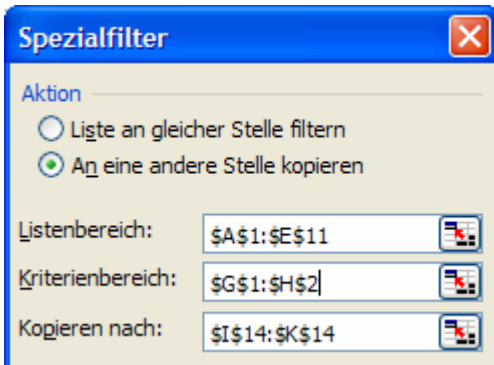 Spezialfilter
Aktion
Liste an gleicher Stelle filtern
An eine andere Stelle kopieren
Listenbereich: $A$1:$E$11
Kriterienbereich: $G$1:$H$2
Kopieren nach: $I$14:$K$14